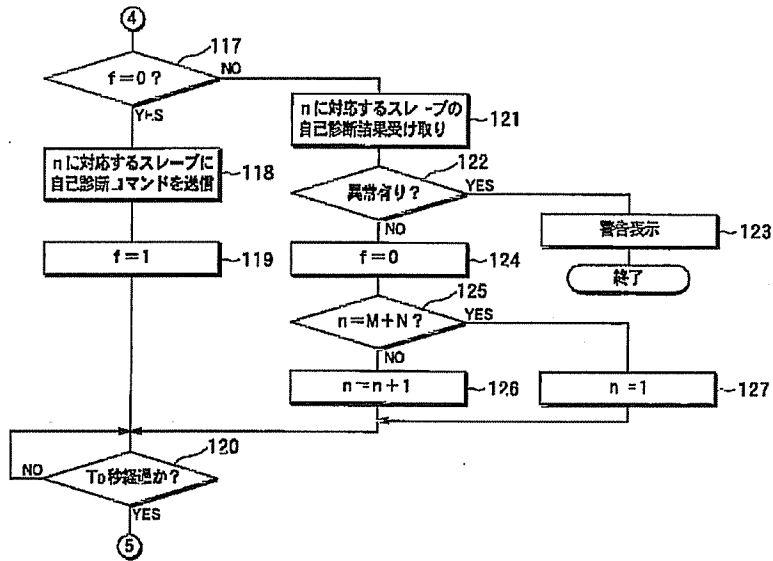 4
117
f=0?
NO
YES
nに対応するスレーブに
自己診断コマンドを送信
118
f=1
119
nに対応するスレーブの
自己診断結果受け取り
121
122
異常有り?
YES
NO
警告表示
123
終了
f=0
124
125
n=M+N?
YES
NO
n=n+1
126
n=1
127
120
T0秒経過か?
NO
YES
5